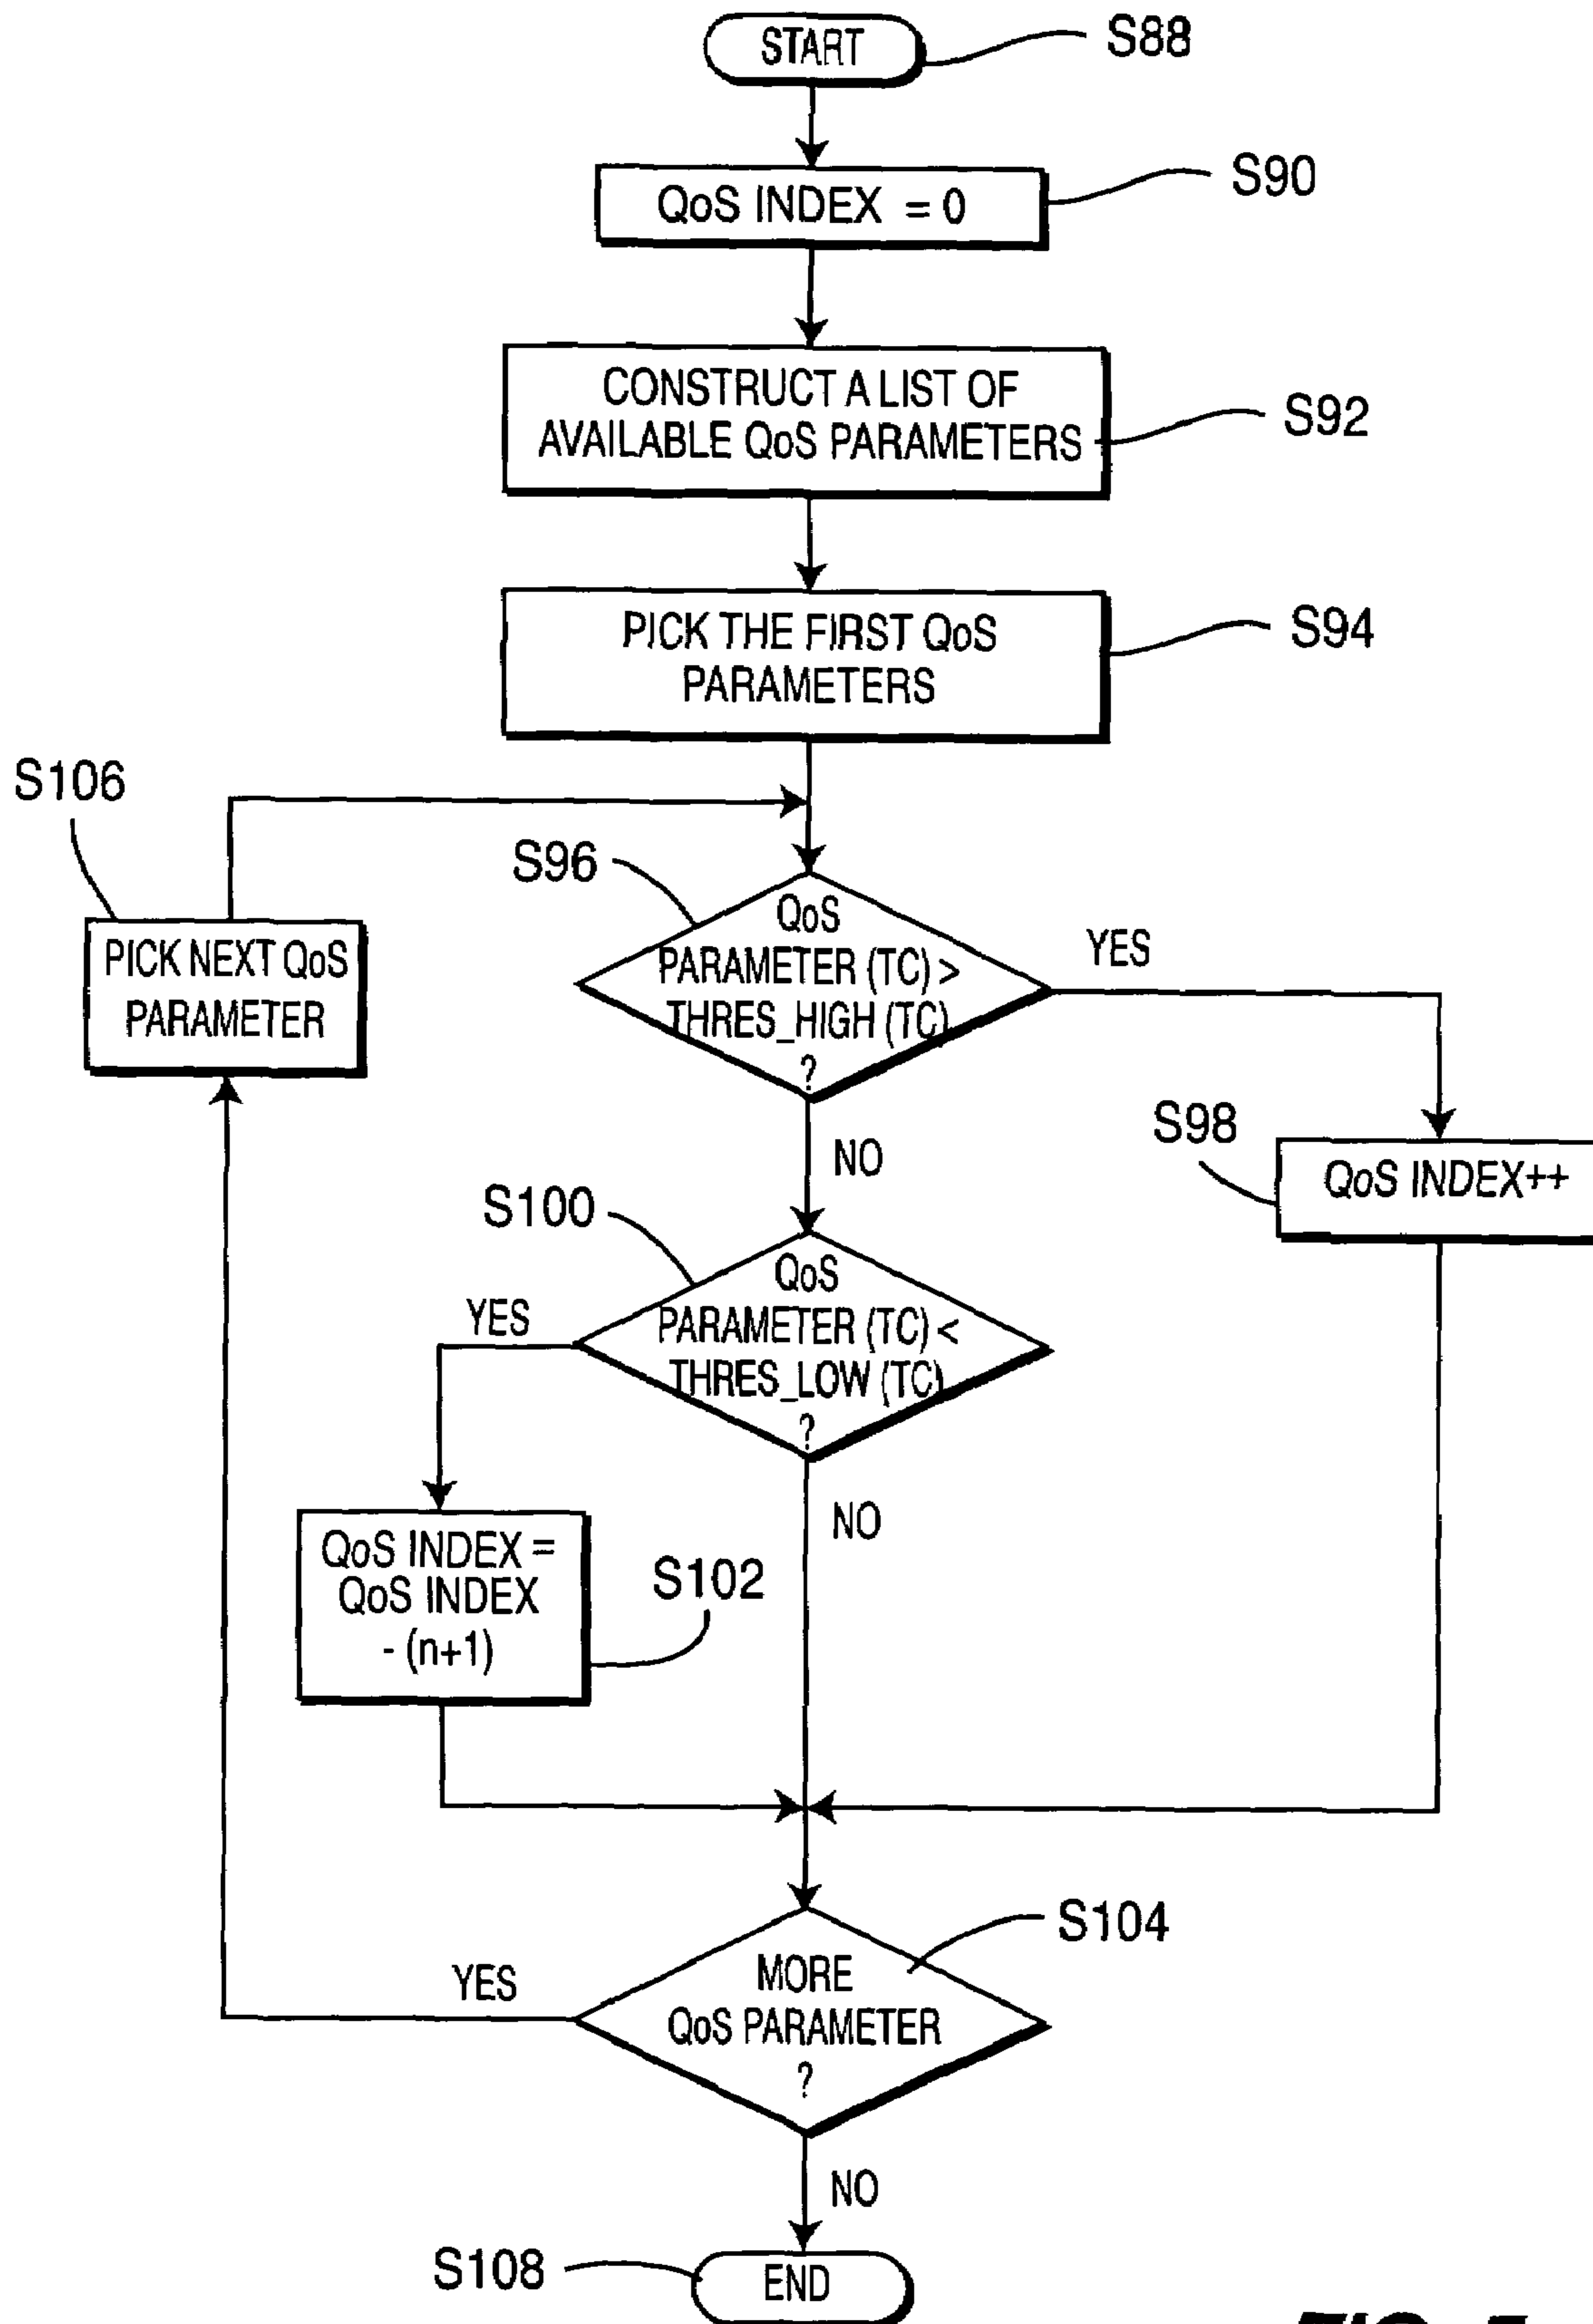 START
S88
QoS INDEX = 0
S90
CONSTRUCT A LIST OF
AVAILABLE QoS PARAMETERS
S92
PICK THE FIRST QoS
PARAMETERS
S94
S106
PICK NEXT QoS
PARAMETER
S96
QoS
PARAMETER (TC) >
THRES_HIGH (TC)
?
YES
NO
S98
QoS INDEX++
S100
QoS
PARAMETER (TC) <
THRES_LOW (TC)
?
YES
NO
QoS INDEX =
QoS INDEX
- (n+1)
S102
S104
MORE
QoS PARAMETER
?
YES
NO
S108
END